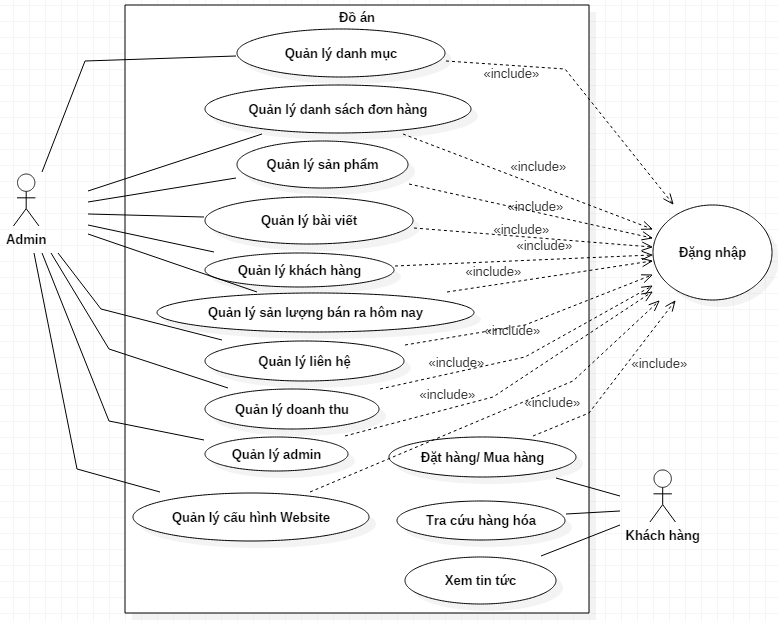 Đồ án
Quản lý danh mục
«include»
Quản lý danh sách đơn hàng
Quản lý sản phẩm
«include»
Quản lý bài viết
«include»
«include»
Admin
Đặng nhập
«include»
Quản lý khách hàng
«include»
Quản lý sản lượng bán ra hôm nay
«include»
Quản lý liên hệ
«include»
«include»
Quản lý doanh thu
«include»
«include»
Quản lý admin
Đặt hàng/ Mua hàng
Quản lý cấu hình Website
Tra cứu hàng hóa
Khách hàng
Xem tin tức